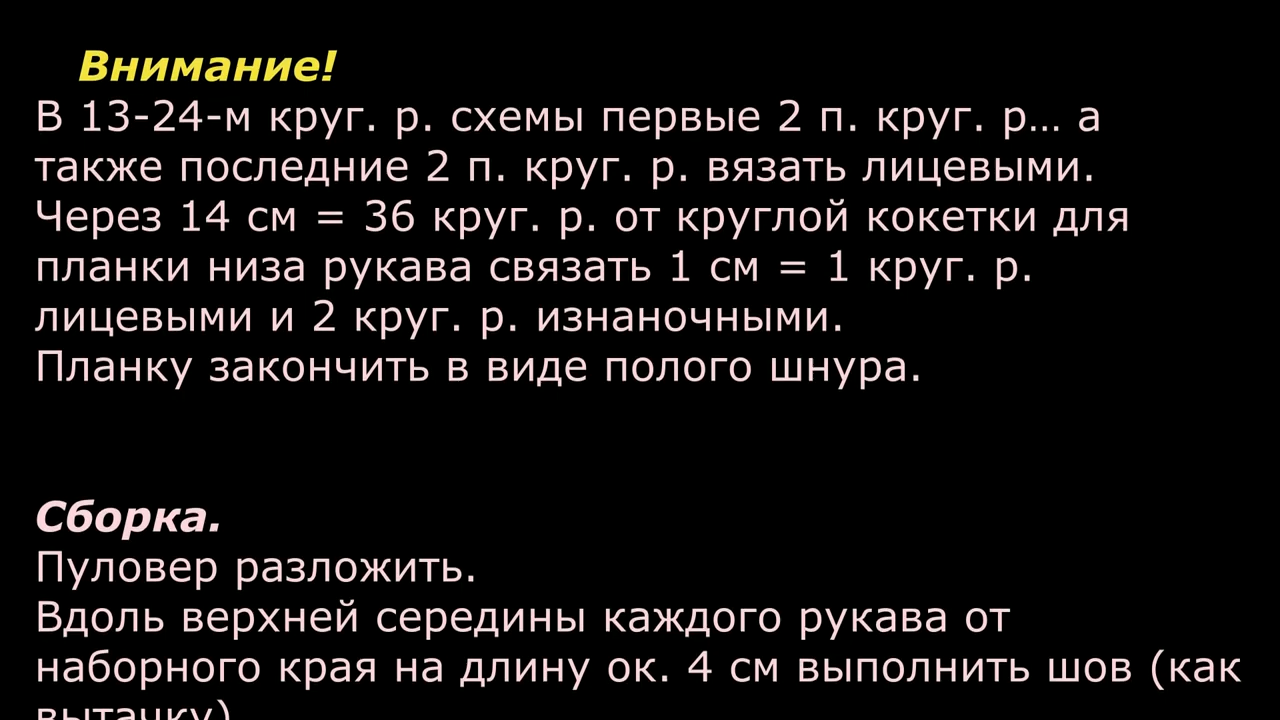 Внимание!
В 13-24-м круг. р. схемы первые 2 п. круг. р... а
также последние 2 п. круг. р. вязать лицевыми.
Через 14 см = 36 круг. р. от круглой кокетки для
планки низа рукава связать 1 см = 1 круг. р.
лицевыми и 2 круг. р. изнаночными.
Планку закончить в виде полого шнура.
Сборка.
Пуловер разложить.
Вдоль верхней середины каждого рукава от
наборного края на длину ок. 4 см выполнить шов (как
вытачку)